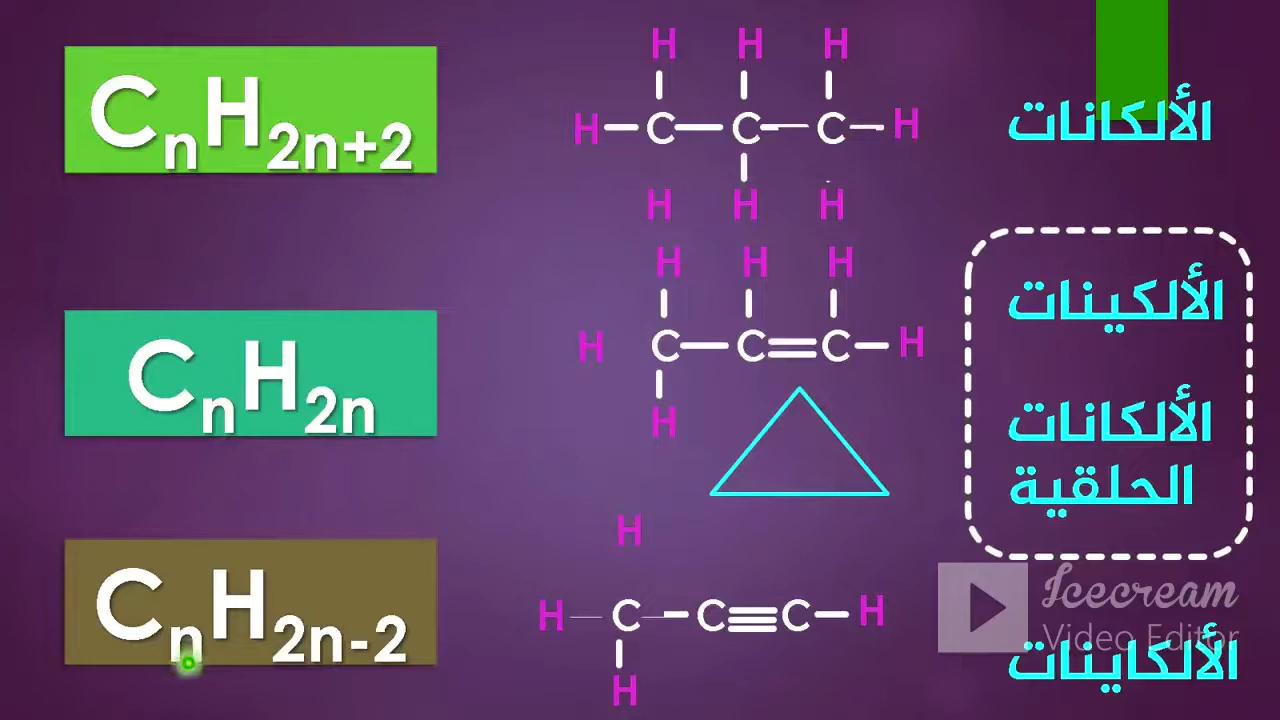 CnH2n+2
H H H
H C C C H
الألكانات
H H H
H H H
CnH2n
H C C C H
الألكينات
H
الألكانات
الحلقية
H
CnH2n-2
H C C C H
Icecream
Video Editor
الألكاينات
H